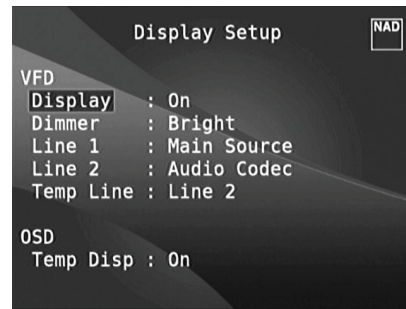 Display Setup
NAD
VFD
Display : On
Dimmer : Bright
Line 1 : Main Source
Line 2 : Audio Codec
Temp Line : Line 2
OSD
Temp Disp : On